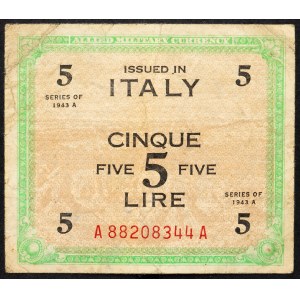 ALLIED MILITARY CURRENCY
5 ISSUED IN 5
ITALY
SERIES OF
1943 A
CINQUE
FIVE 5 FIVE
LIRE
SERIES OF
1943 A
5 5
A88208344A